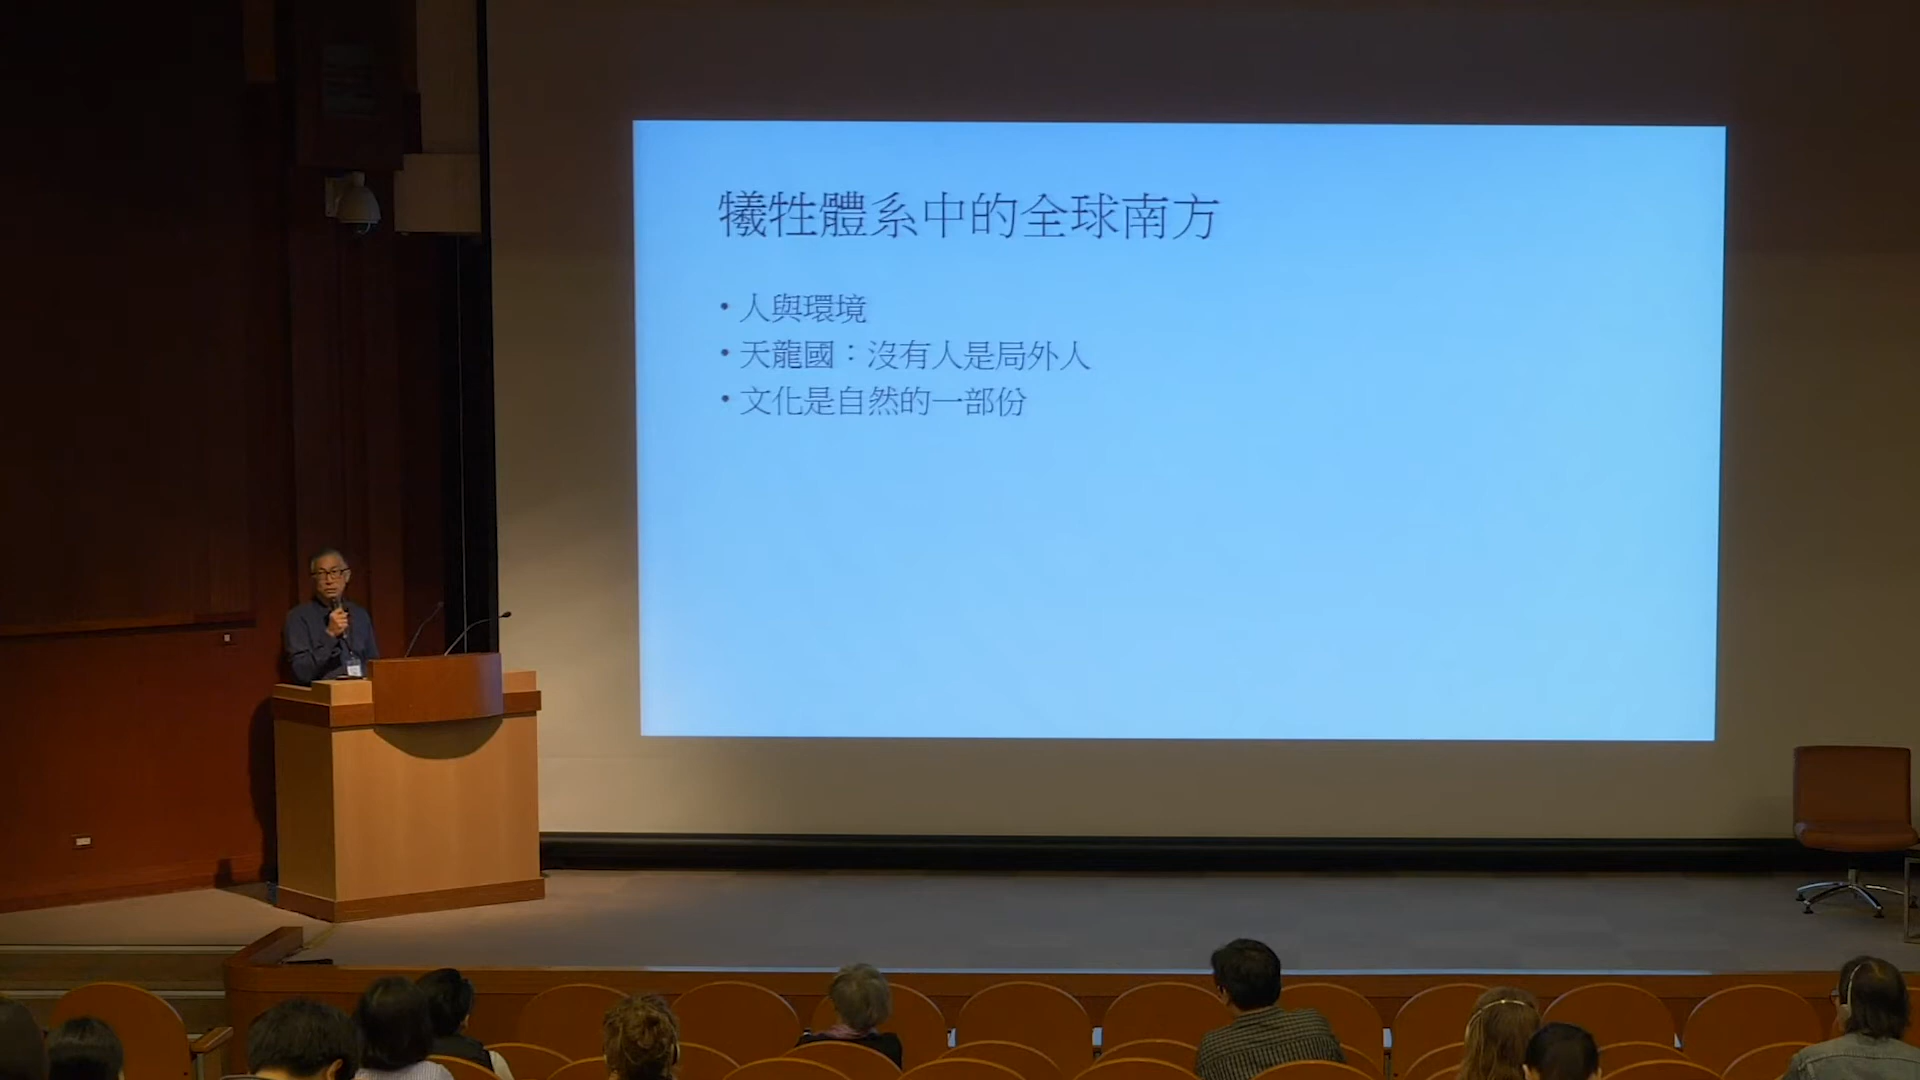 犧牲體系中的全球南方
• 人與環境
• 天龍國：沒有人是局外人
• 文化是自然的一部份